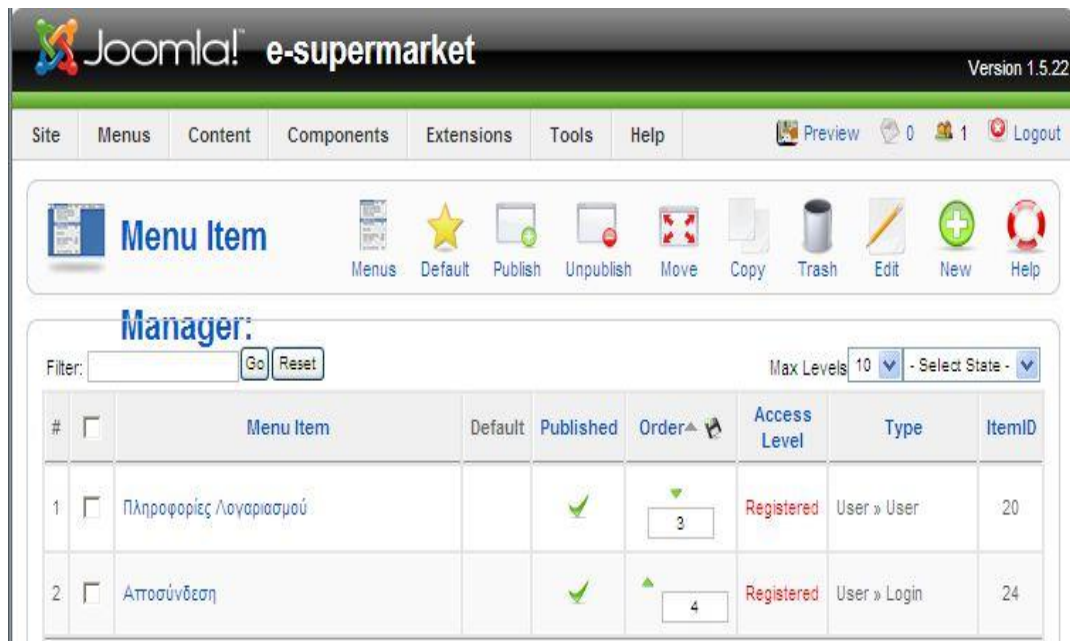 Joomla! e-supermarket
Version 1.5.22
Site Menus Content Components Extensions Tools Help Preview 0 1 Logout
Menu Item
Manager:
Menus Default Publish Unpublish Move Copy Trash Edit New Help
Filter: Go Reset Max Levels 10 - Select State -
# Menu Item Default Published Order Access Level Type ItemID
1 Πληροφορίες Λογαριασμού 3 Registered User » User 20
2 Αποσύνδεση 4 Registered User » Login 24